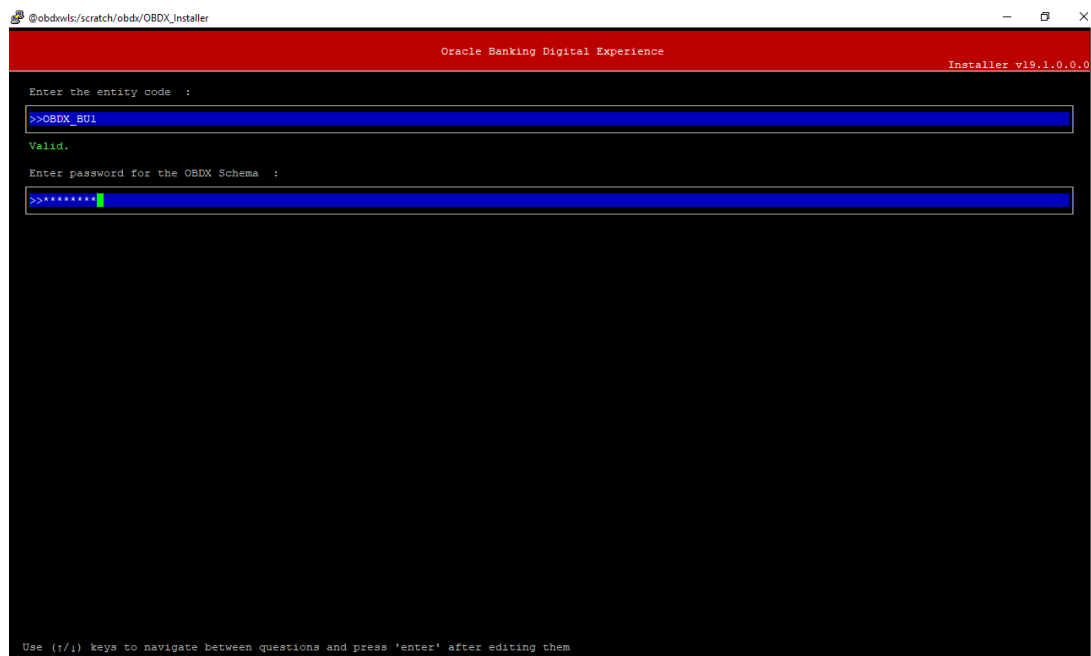 @obdxwls:/scratch/obdx/OBDX_Installer
Oracle Banking Digital Experience
Installer v19.1.0.0.0
Enter the entity code  :
>>OBDX_BU1
Valid.
Enter password for the OBDX Schema  :
>>********
Use (↑/↓) keys to navigate between questions and press 'enter' after editing them